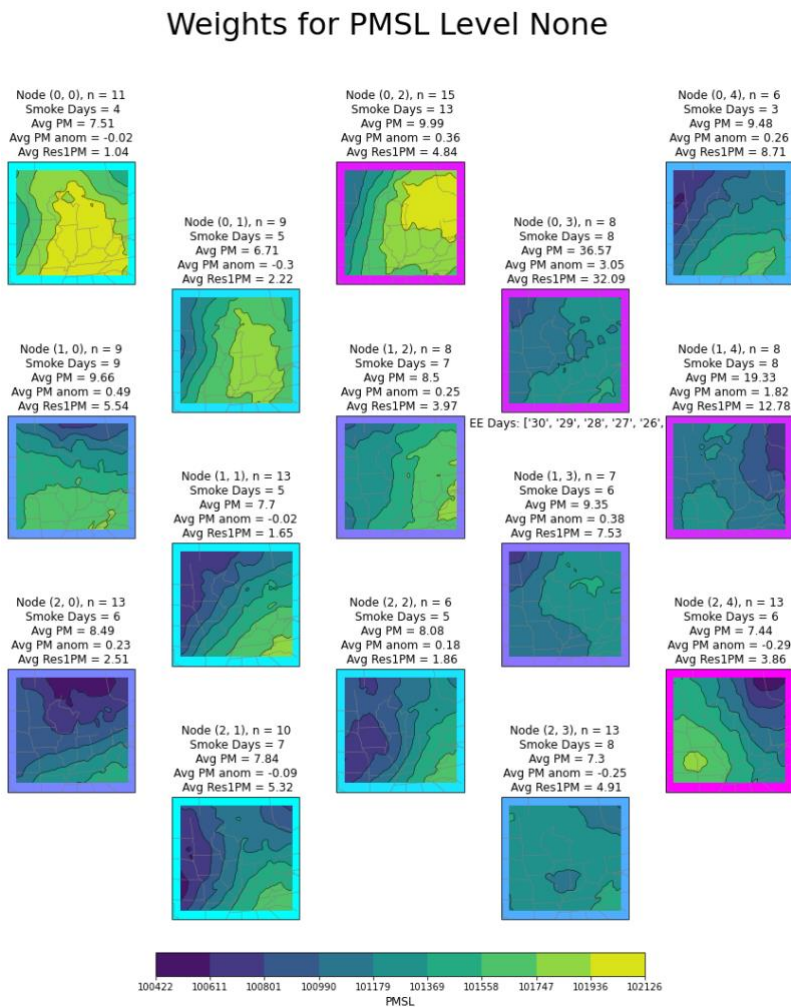 Weights for PMSL Level None
Node (0, 0), n = 11
Smoke Days = 4
Avg PM = 7.51
Avg PM anom = -0.02
Avg Res1PM = 1.04
Node (0, 2), n = 15
Smoke Days = 13
Avg PM = 9.99
Avg PM anom = 0.36
Avg Res1PM = 4.84
Node (0, 4), n = 6
Smoke Days = 3
Avg PM = 9.48
Avg PM anom = 0.26
Avg Res1PM = 8.71
Node (0, 1), n = 9
Smoke Days = 5
Avg PM = 6.71
Avg PM anom = -0.3
Avg Res1PM = 2.22
Node (0, 3), n = 8
Smoke Days = 8
Avg PM = 36.57
Avg PM anom = 3.05
Avg Res1PM = 32.09
EE Days: ['30', '29', '28', '27', '26',
Node (1, 0), n = 9
Smoke Days = 9
Avg PM = 9.66
Avg PM anom = 0.49
Avg Res1PM = 5.54
Node (1, 2), n = 8
Smoke Days = 7
Avg PM = 8.5
Avg PM anom = 0.25
Avg Res1PM = 3.97
Node (1, 4), n = 8
Smoke Days = 8
Avg PM = 19.33
Avg PM anom = 1.82
Avg Res1PM = 12.78
Node (1, 1), n = 13
Smoke Days = 5
Avg PM = 7.7
Avg PM anom = -0.02
Avg Res1PM = 1.65
Node (1, 3), n = 7
Smoke Days = 6
Avg PM = 9.35
Avg PM anom = 0.38
Avg Res1PM = 7.53
Node (2, 0), n = 13
Smoke Days = 6
Avg PM = 8.49
Avg PM anom = 0.23
Avg Res1PM = 2.51
Node (2, 2), n = 6
Smoke Days = 5
Avg PM = 8.08
Avg PM anom = 0.18
Avg Res1PM = 1.86
Node (2, 4), n = 13
Smoke Days = 6
Avg PM = 7.44
Avg PM anom = -0.29
Avg Res1PM = 3.86
Node (2, 1), n = 10
Smoke Days = 7
Avg PM = 7.84
Avg PM anom = -0.09
Avg Res1PM = 5.32
Node (2, 3), n = 13
Smoke Days = 8
Avg PM = 7.3
Avg PM anom = -0.25
Avg Res1PM = 4.91
100422 100611 100801 100990 101179 101369 101558 101747 101936 102126
PMSL